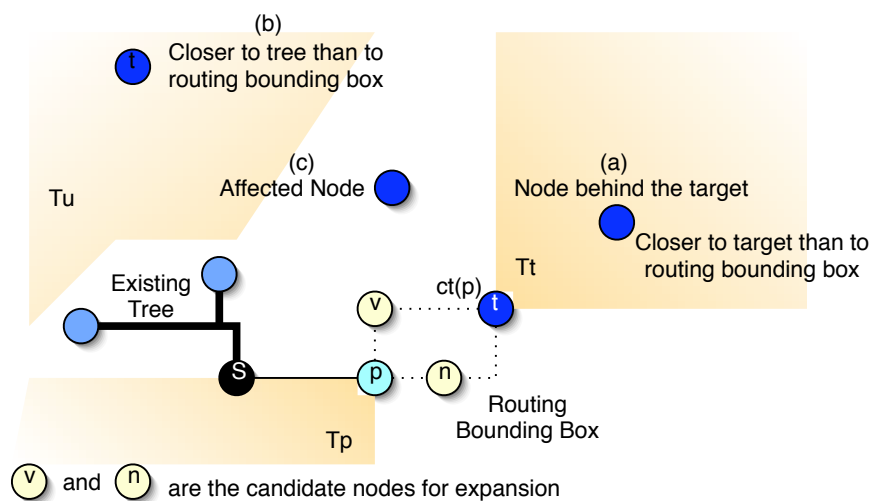 (b)
t
Closer to tree than to
routing bounding box
(c)
Affected Node
Tu
(a)
Node behind the target
Closer to target than to
routing bounding box
Tt
Existing
Tree
ct(p)
v
t
S
p
n
Routing
Bounding Box
Tp
v and n are the candidate nodes for expansion